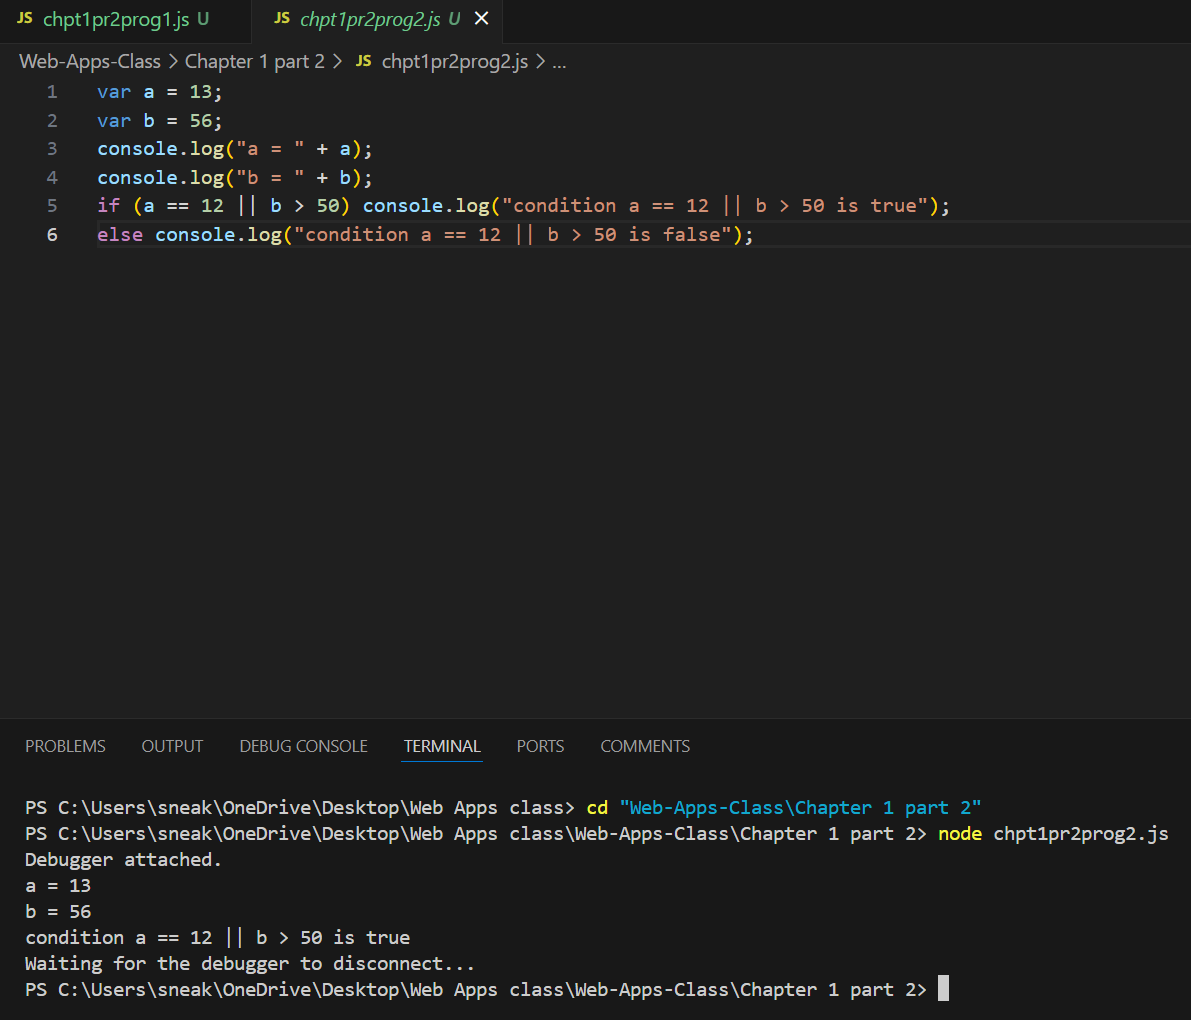 JS chpt1pr2prog1.js U JS chpt1pr2prog2.js U
Web-Apps-Class > Chapter 1 part 2 > JS chpt1pr2prog2.js > ...
1 var a = 13;
2 var b = 56;
3 console.log("a = " + a);
4 console.log("b = " + b);
5 if (a == 12 || b > 50) console.log("condition a == 12 || b > 50 is true");
6 else console.log("condition a == 12 || b > 50 is false");
PROBLEMS OUTPUT DEBUG CONSOLE TERMINAL PORTS COMMENTS
PS C:\Users\sneak\OneDrive\Desktop\Web Apps class> cd "Web-Apps-Class\Chapter 1 part 2"
PS C:\Users\sneak\OneDrive\Desktop\Web Apps class\Web-Apps-Class\Chapter 1 part 2> node chpt1pr2prog2.js
Debugger attached.
a = 13
b = 56
condition a == 12 || b > 50 is true
Waiting for the debugger to disconnect...
PS C:\Users\sneak\OneDrive\Desktop\Web Apps class\Web-Apps-Class\Chapter 1 part 2>